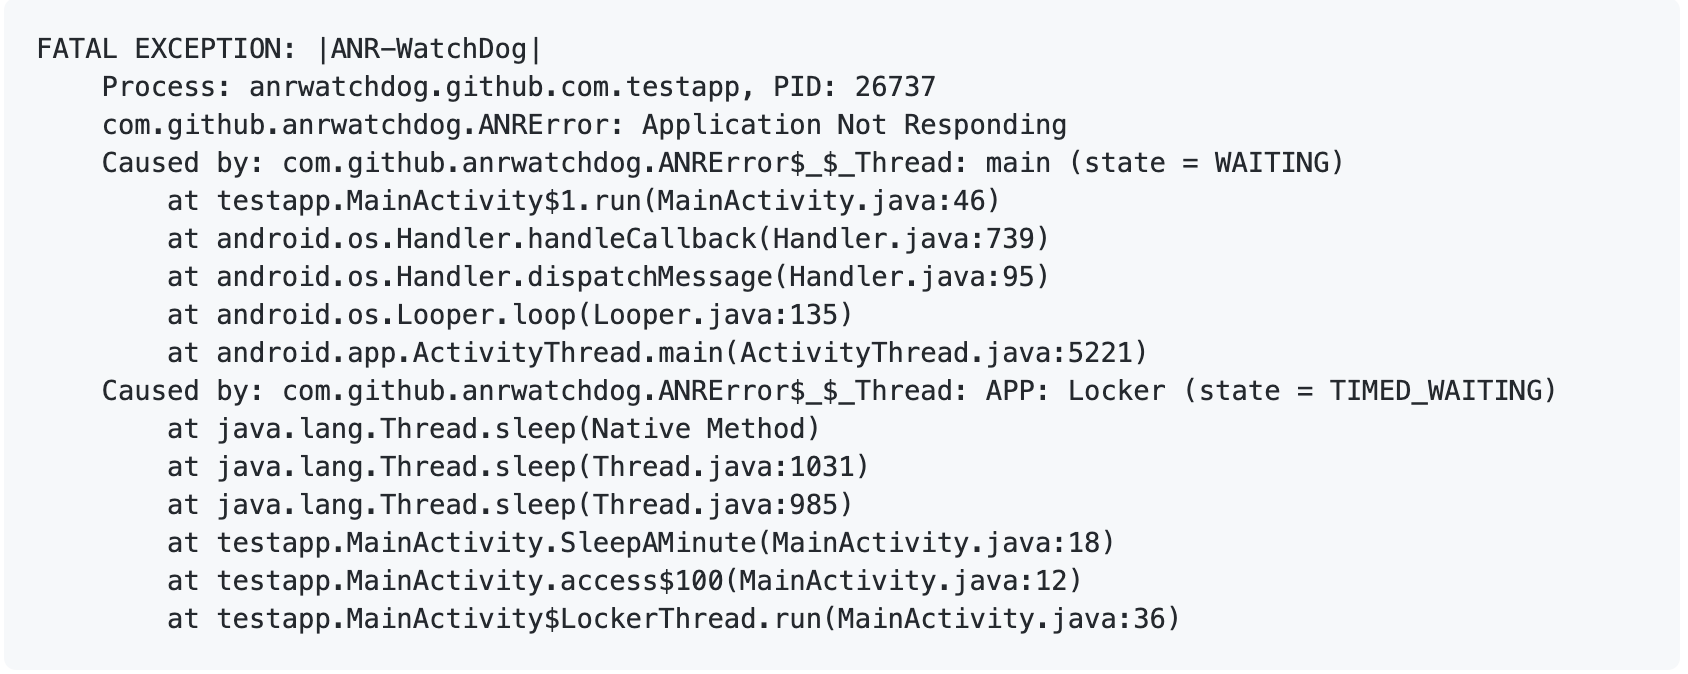 FATAL EXCEPTION: |ANR-WatchDog|
    Process: anrwatchdog.github.com.testapp, PID: 26737
    com.github.anrwatchdog.ANRError: Application Not Responding
    Caused by: com.github.anrwatchdog.ANRError$_$_Thread: main (state = WAITING)
        at testapp.MainActivity$1.run(MainActivity.java:46)
        at android.os.Handler.handleCallback(Handler.java:739)
        at android.os.Handler.dispatchMessage(Handler.java:95)
        at android.os.Looper.loop(Looper.java:135)
        at android.app.ActivityThread.main(ActivityThread.java:5221)
    Caused by: com.github.anrwatchdog.ANRError$_$_Thread: APP: Locker (state = TIMED_WAITING)
        at java.lang.Thread.sleep(Native Method)
        at java.lang.Thread.sleep(Thread.java:1031)
        at java.lang.Thread.sleep(Thread.java:985)
        at testapp.MainActivity.SleepAMinute(MainActivity.java:18)
        at testapp.MainActivity.access$100(MainActivity.java:12)
        at testapp.MainActivity$LockerThread.run(MainActivity.java:36)